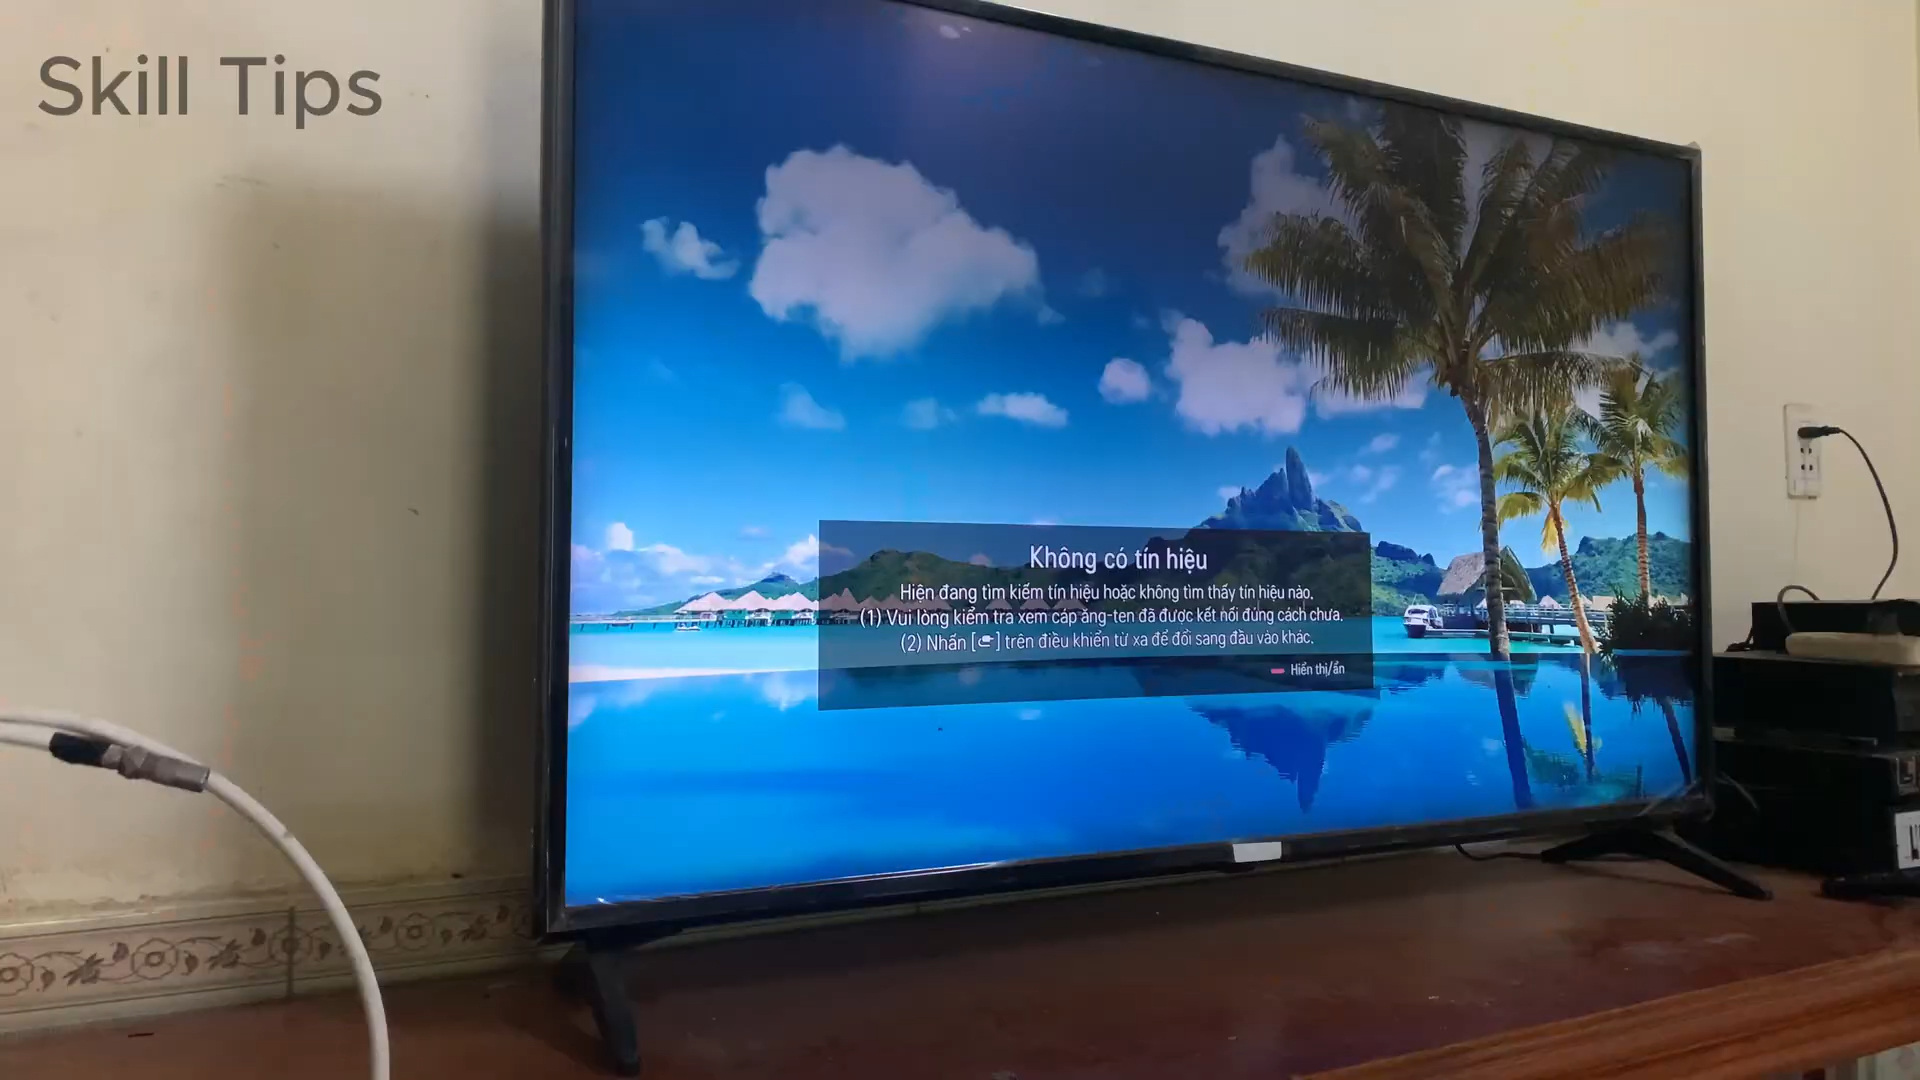 Skill Tips
Không có tín hiệu
Hiện đang tìm kiếm tín hiệu hoặc không tìm thấy tín hiệu nào.
(1) Vui lòng kiểm tra xem cáp ăng-ten đã được kết nối đúng cách chưa.
(2) Nhấn [ ] trên điều khiển từ xa để đổi sang đầu vào khác.
Hiển thị/ẩn